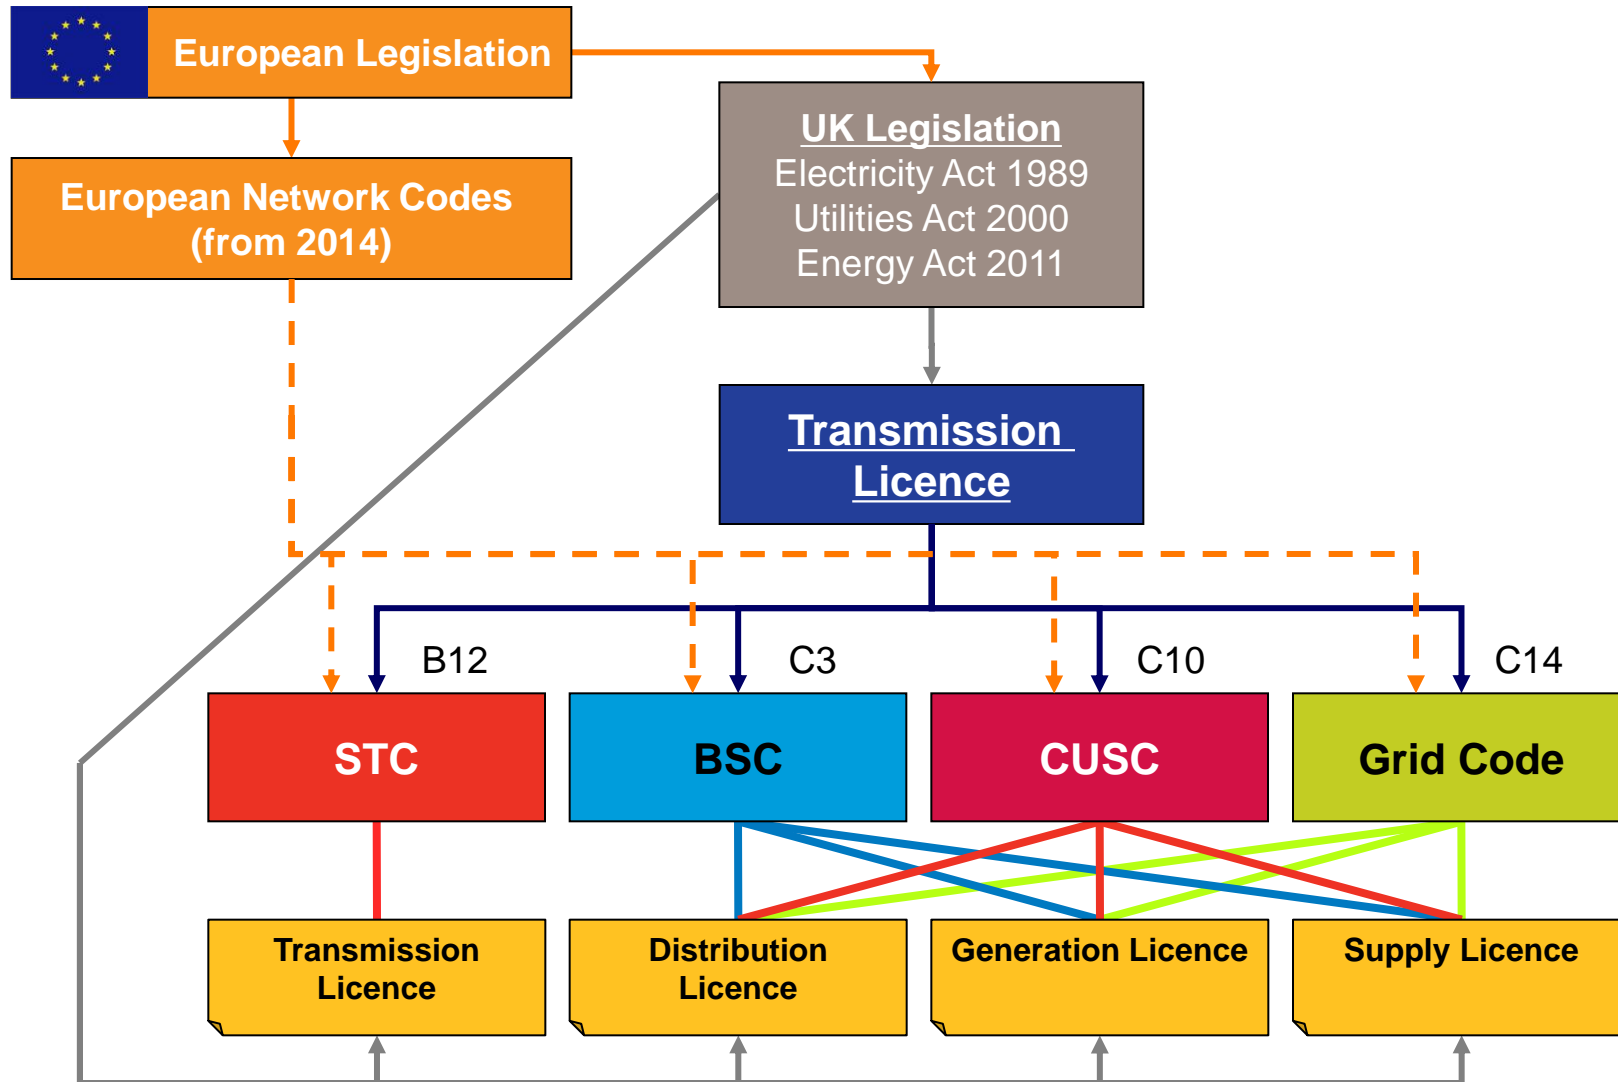 European Legislation
UK Legislation
Electricity Act 1989
Utilities Act 2000
Energy Act 2011
European Network Codes
(from 2014)
Transmission
Licence
B12
C3
C10
C14
STC
BSC
CUSC
Grid Code
Transmission
Licence
Distribution
Licence
Generation Licence
Supply Licence